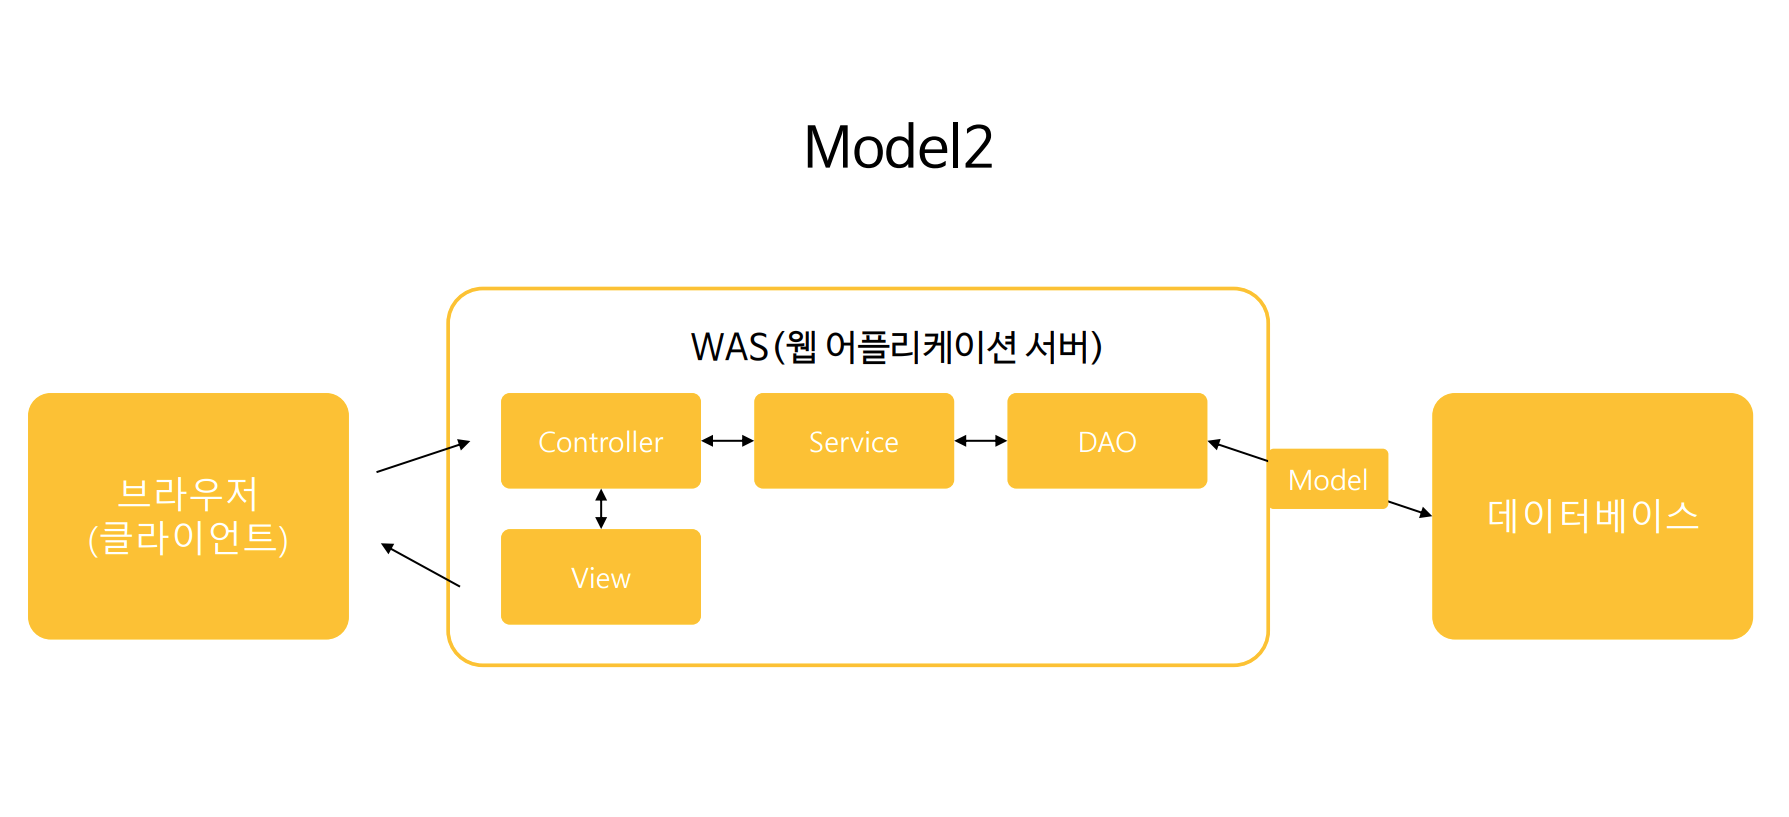 Model2
WAS(웹 어플리케이션 서버)
브라우저
(클라이언트)
Controller
Service
DAO
View
Model
데이터베이스